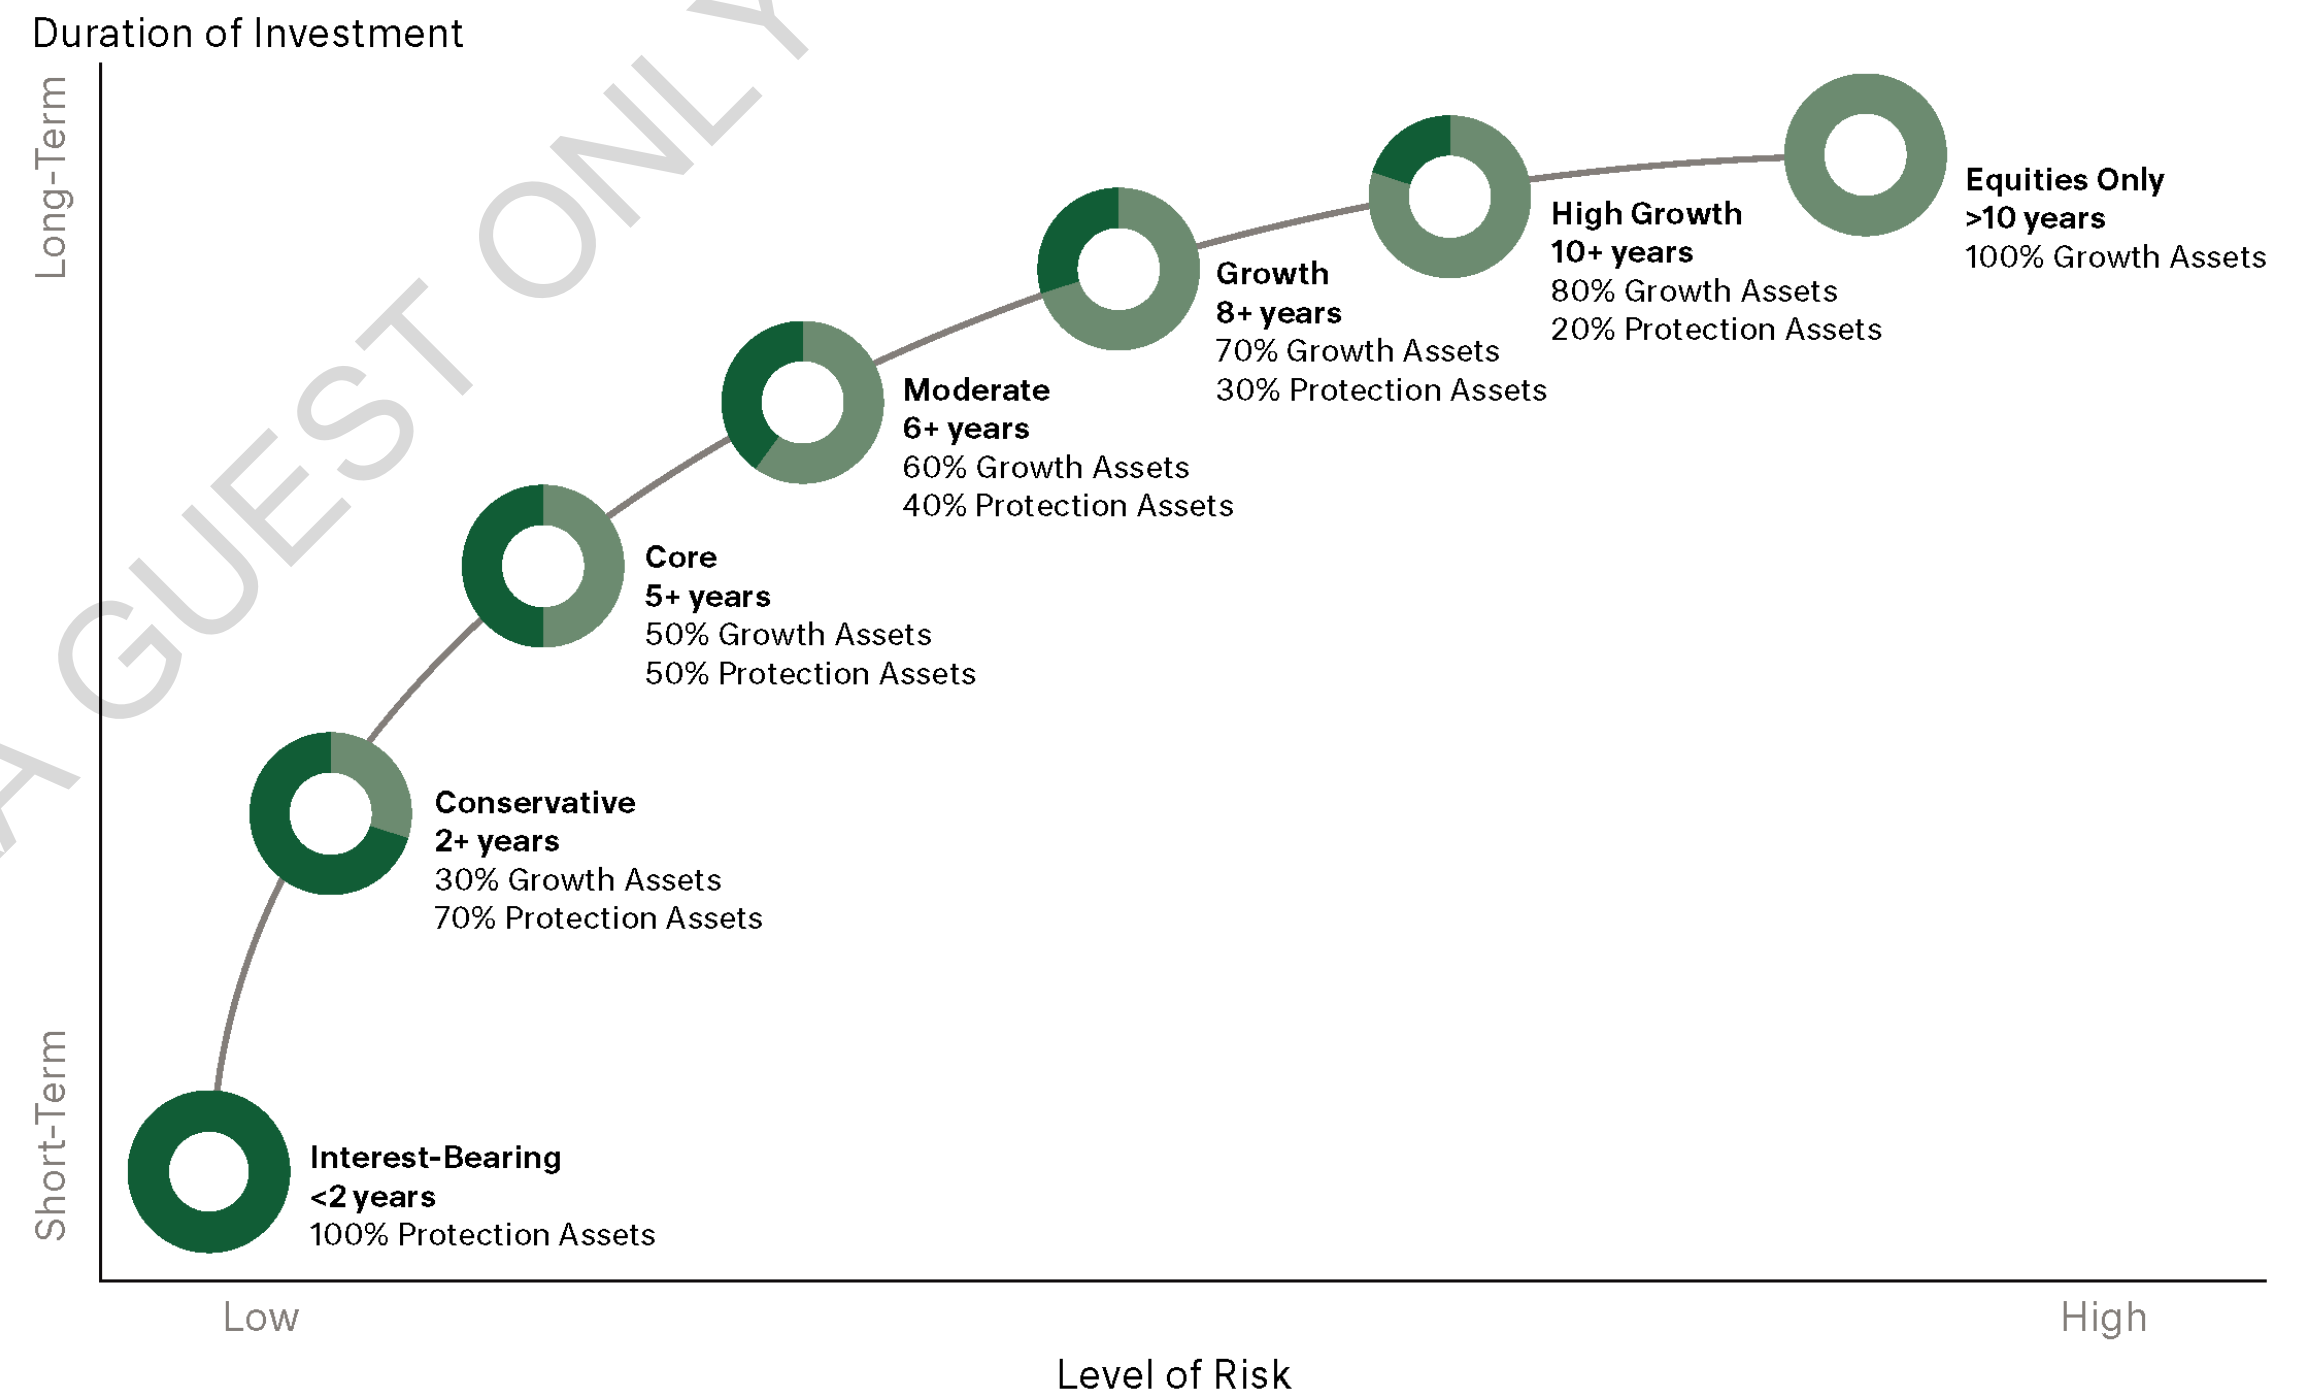 Duration of Investment
Long-Term
Short-Term
A GUEST ONLY
Equities Only
>10 years
100% Growth Assets
High Growth
10+ years
80% Growth Assets
20% Protection Assets
Growth
8+ years
70% Growth Assets
30% Protection Assets
Moderate
6+ years
60% Growth Assets
40% Protection Assets
Core
5+ years
50% Growth Assets
50% Protection Assets
Conservative
2+ years
30% Growth Assets
70% Protection Assets
Interest-Bearing
<2 years
100% Protection Assets
Low
High
Level of Risk